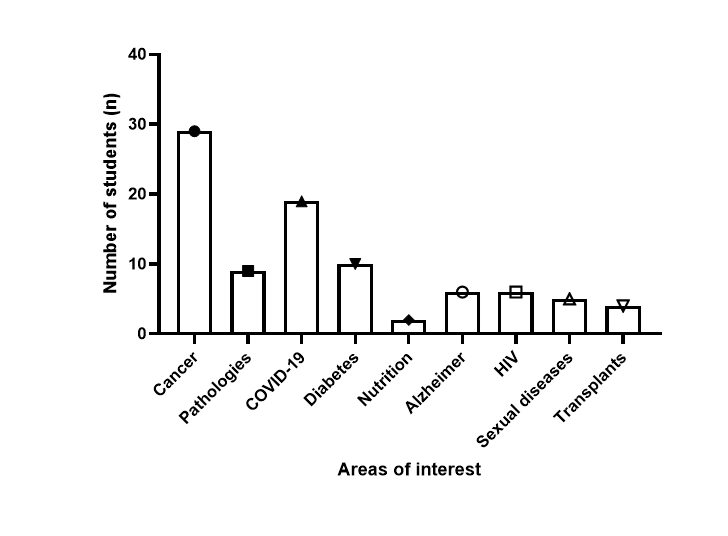 Number of students (n)
40
30
20
10
0
Cancer
Pathologies
COVID-19
Diabetes
Nutrition
Alzheimer
HIV
Sexual diseases
Transplants
Areas of interest